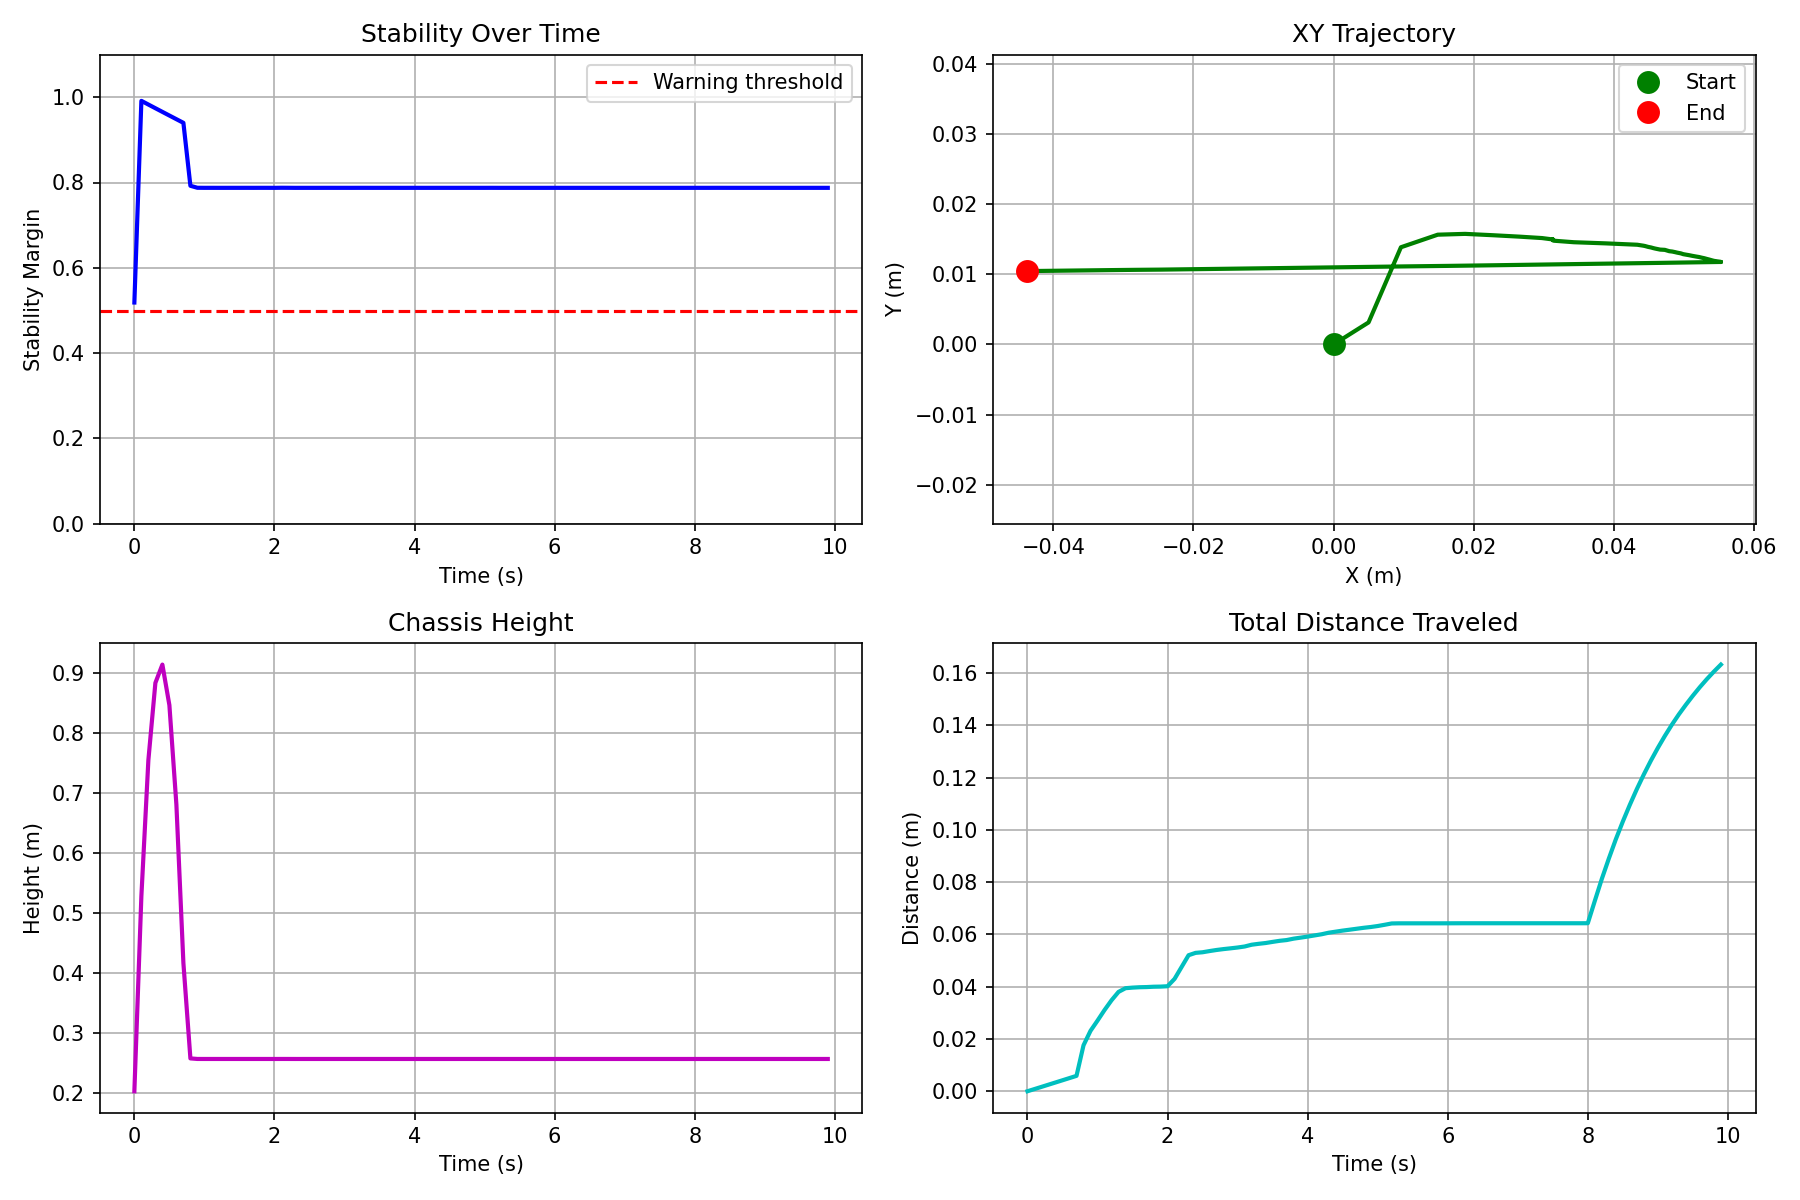 Stability Over Time
Warning threshold
1.0
0.8
0.6
0.4
0.2
0.0
Stability Margin
0 2 4 6 8 10
Time (s)
XY Trajectory
Start
End
0.04
0.03
0.02
0.01
0.00
−0.01
−0.02
Y (m)
−0.04 −0.02 0.00 0.02 0.04 0.06
X (m)
Chassis Height
0.9
0.8
0.7
0.6
0.5
0.4
0.3
0.2
Height (m)
0 2 4 6 8 10
Time (s)
Total Distance Traveled
0.16
0.14
0.12
0.10
0.08
0.06
0.04
0.02
0.00
Distance (m)
0 2 4 6 8 10
Time (s)